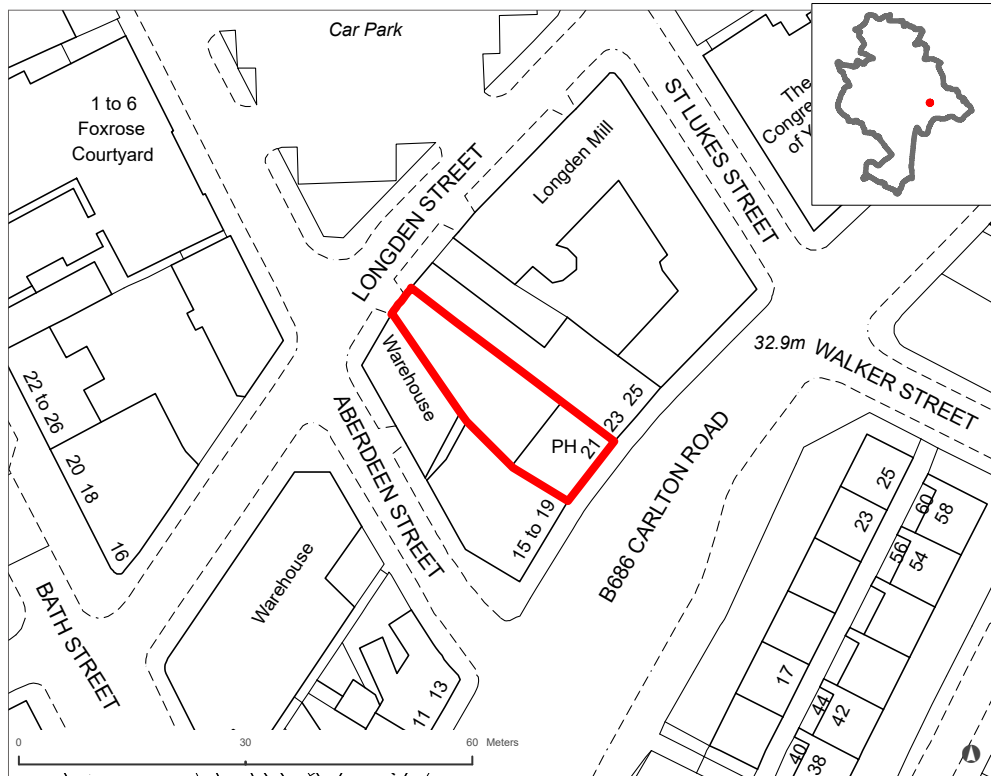 Car Park
1 to 6
Foxrose
Courtyard
The
Congre
of Y
ST LUKES STREET
Longden Mill
LONGDEN STREET
32.9m
WALKER STREET
Warehouse
22 to 26
20
18
16
ABERDEEN STREET
PH
21
23
25
15 to 19
B686 CARLTON ROAD
25
23
17
60
58
56
54
44
42
40
38
Warehouse
BATH STREET
11
13
0
30
60
Meters